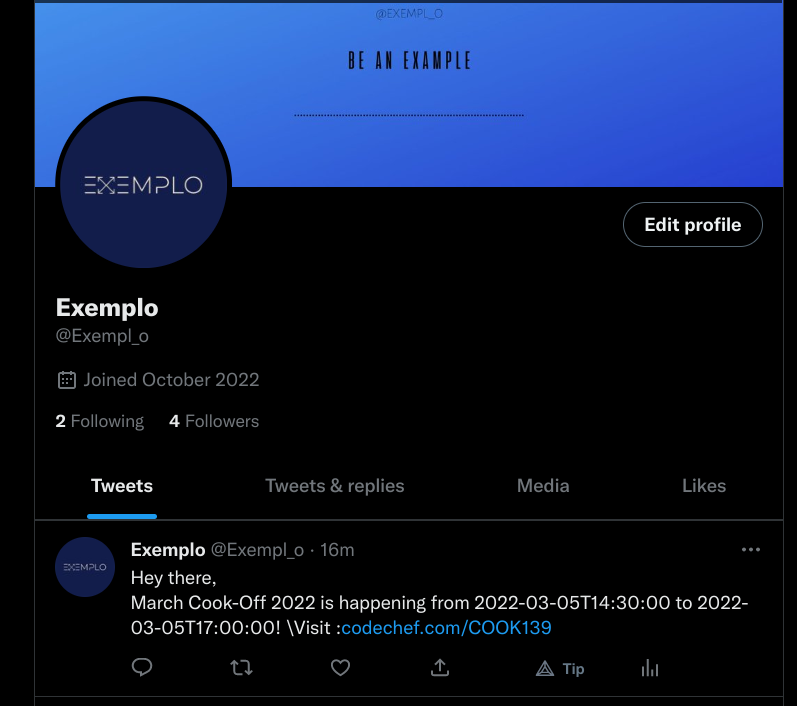 @EXEMPL_O
BE AN EXAMPLE
EXEMPLO
Edit profile
Exemplo
@Exempl_o
Joined October 2022
2 Following 4 Followers
Tweets Tweets & replies Media Likes
EXEMPLO
Exemplo @Exempl_o · 16m
Hey there,
March Cook-Off 2022 is happening from 2022-03-05T14:30:00 to 2022-
03-05T17:00:00! \Visit :codechef.com/COOK139
Tip